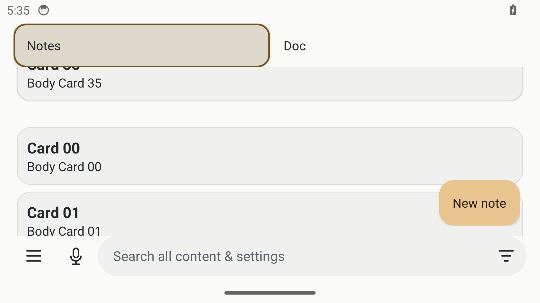 5:35
Notes
Doc
Body Card 35
Card 00
Body Card 00
Card 01
Body Card 01
New note
Search all content & settings